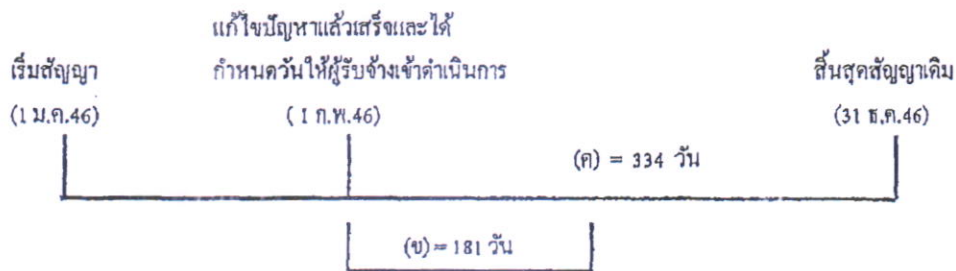 แก้ไขปัญหาแล้วเสร็จและได้
เริ่มสัญญา กำหนดวันให้ผู้รับจ้างเข้าดำเนินการ สิ้นสุดสัญญาเดิม
(1 ม.ค.46) (1 ก.พ.46) (31 ธ.ค.46)
(ค) = 334 วัน
(ข) = 181 วัน